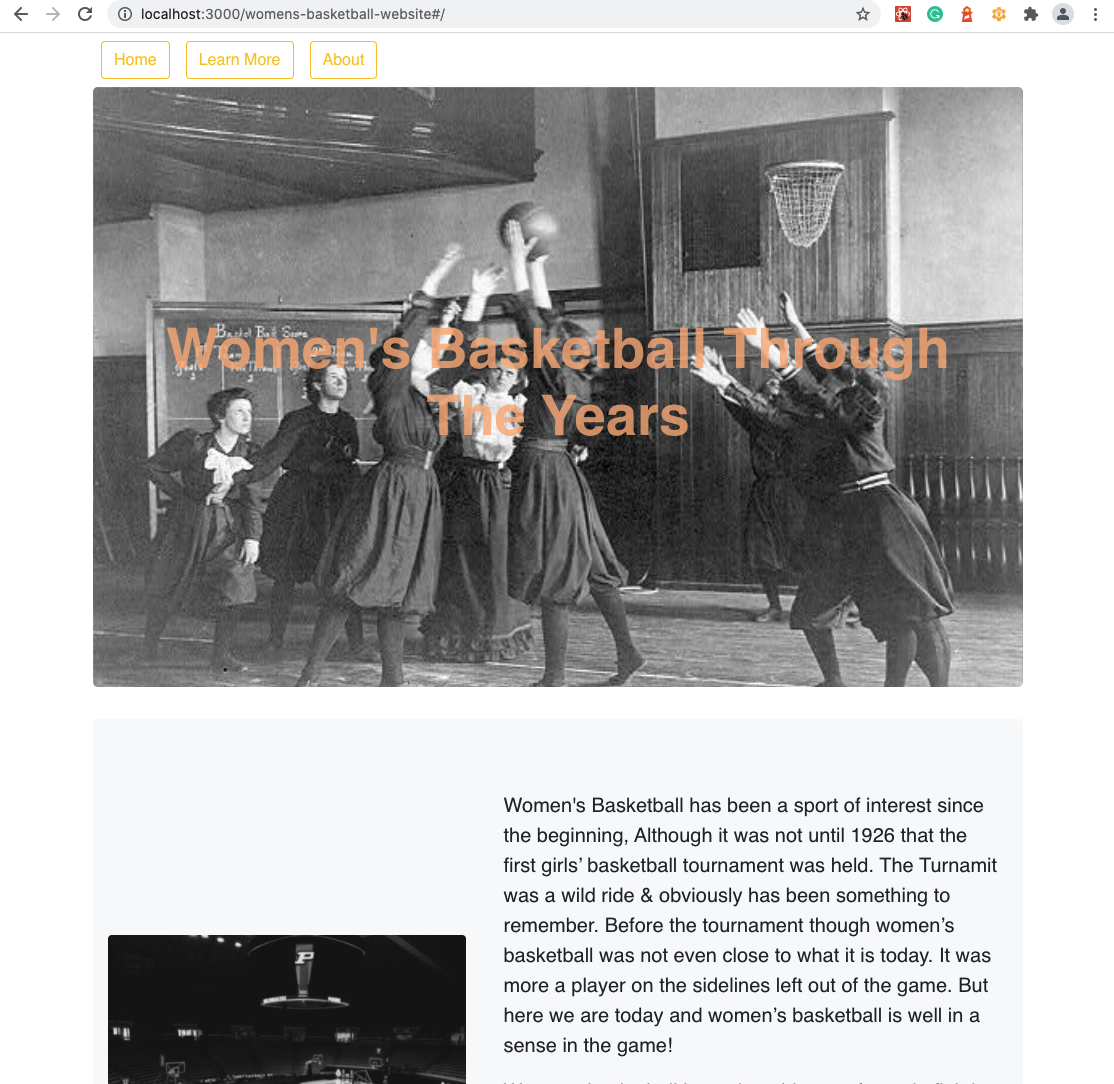 localhost:3000/womens-basketball-website#/
Home
Learn More
About
Basket Ball Score
Women's Basketball Through
The Years
Women's Basketball has been a sport of interest since
the beginning, Although it was not until 1926 that the
first girls’ basketball tournament was held. The Turnamit
was a wild ride & obviously has been something to
remember. Before the tournament though women’s
basketball was not even close to what it is today. It was
more a player on the sidelines left out of the game. But
here we are today and women’s basketball is well in a
sense in the game!
P